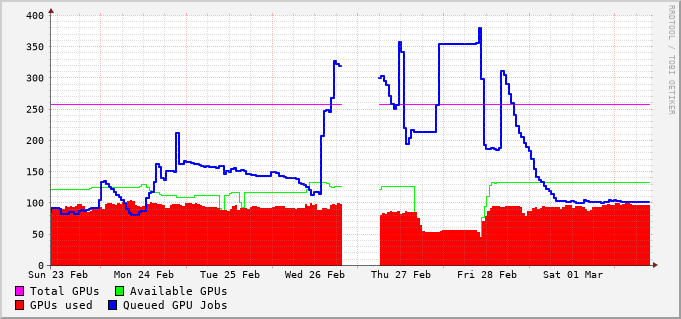 400
350
300
250
200
150
100
50
0
Sun 23 Feb Mon 24 Feb Tue 25 Feb Wed 26 Feb Thu 27 Feb Fri 28 Feb Sat 01 Mar
Total GPUs Available GPUs
GPUs used Queued GPU Jobs
RRDTOOL / TOBI OETIKER